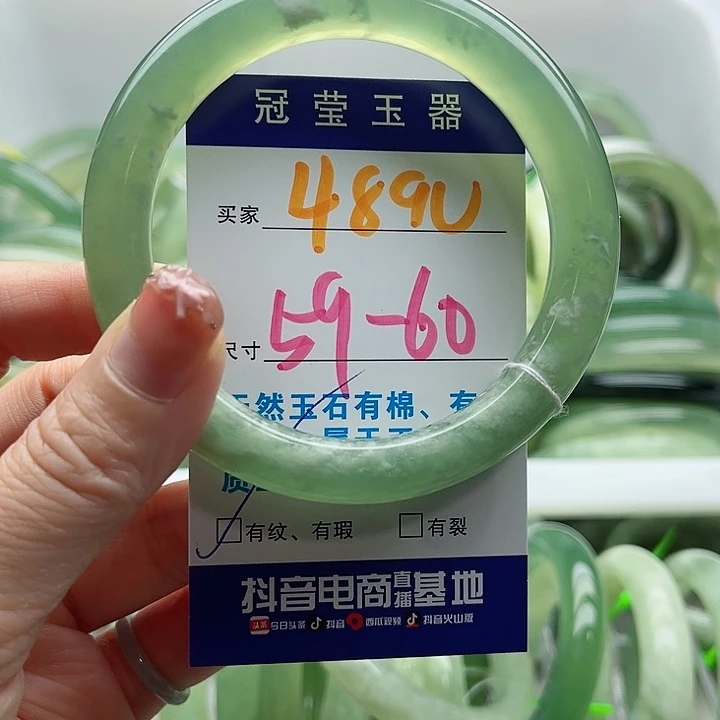 冠莹玉器
买家 489U
尺寸 59-60
天然玉石有棉、有
有纹、有瑕 有裂
抖音电商直播基地
头条 今日头条 抖音 西瓜视频 抖音火山版